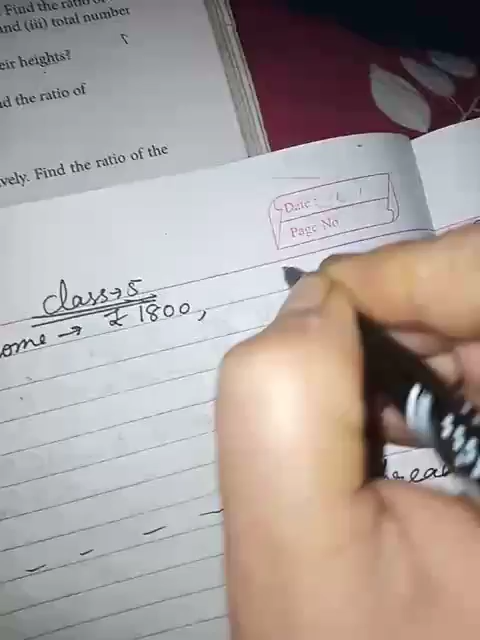 Find the ratio of
and (iii) total number
eir heights?
d the ratio of
vely. Find the ratio of the
Date :
Page No
class → 5
ome → ₹ 1800,